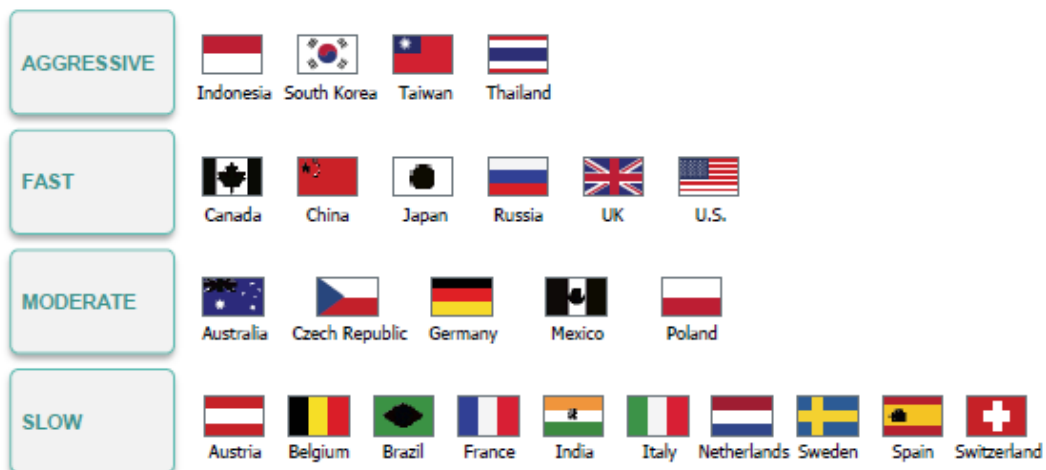 AGGRESSIVE
Indonesia South Korea Taiwan Thailand
FAST
Canada China Japan Russia UK U.S.
MODERATE
Australia Czech Republic Germany Mexico Poland
SLOW
Austria Belgium Brazil France India Italy Netherlands Sweden Spain Switzerland